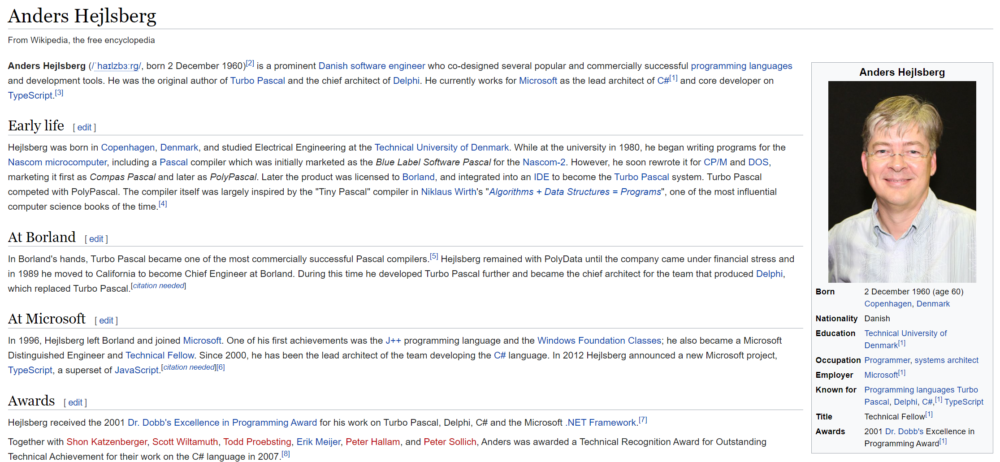 Anders Hejlsberg
From Wikipedia, the free encyclopedia
Anders Hejlsberg (/ˈhaɪlzbɜːrɡ/, born 2 December 1960)[2] is a prominent Danish software engineer who co-designed several popular and commercially successful programming languages
and development tools. He was the original author of Turbo Pascal and the chief architect of Delphi. He currently works for Microsoft as the lead architect of C#[1] and core developer on
TypeScript.[3]
Early life [ edit ]
Hejlsberg was born in Copenhagen, Denmark, and studied Electrical Engineering at the Technical University of Denmark. While at the university in 1980, he began writing programs for the
Nascom microcomputer, including a Pascal compiler which was initially marketed as the Blue Label Software Pascal for the Nascom-2. However, he soon rewrote it for CP/M and DOS,
marketing it first as Compas Pascal and later as PolyPascal. Later the product was licensed to Borland, and integrated into an IDE to become the Turbo Pascal system. Turbo Pascal
competed with PolyPascal. The compiler itself was largely inspired by the "Tiny Pascal" compiler in Niklaus Wirth's "Algorithms + Data Structures = Programs", one of the most influential
computer science books of the time.[4]
At Borland [ edit ]
In Borland's hands, Turbo Pascal became one of the most commercially successful Pascal compilers.[5] Hejlsberg remained with PolyData until the company came under financial stress and
in 1989 he moved to California to become Chief Engineer at Borland. During this time he developed Turbo Pascal further and became the chief architect for the team that produced Delphi,
which replaced Turbo Pascal.[citation needed]
At Microsoft [ edit ]
In 1996, Hejlsberg left Borland and joined Microsoft. One of his first achievements was the J++ programming language and the Windows Foundation Classes; he also became a Microsoft
Distinguished Engineer and Technical Fellow. Since 2000, he has been the lead architect of the team developing the C# language. In 2012 Hejlsberg announced a new Microsoft project,
TypeScript, a superset of JavaScript.[citation needed][6]
Awards [ edit ]
Hejlsberg received the 2001 Dr. Dobb's Excellence in Programming Award for his work on Turbo Pascal, Delphi, C# and the Microsoft .NET Framework.[7]
Together with Shon Katzenberger, Scott Wiltamuth, Todd Proebsting, Erik Meijer, Peter Hallam, and Peter Sollich, Anders was awarded a Technical Recognition Award for Outstanding
Technical Achievement for their work on the C# language in 2007.[8]
Anders Hejlsberg
Born 2 December 1960 (age 60)
Copenhagen, Denmark
Nationality Danish
Education Technical University of
Denmark[1]
Occupation Programmer, systems architect
Employer Microsoft[1]
Known for Programming languages Turbo
Pascal, Delphi, C#,[1] TypeScript
Title Technical Fellow[1]
Awards 2001 Dr. Dobb's Excellence in
Programming Award[1]